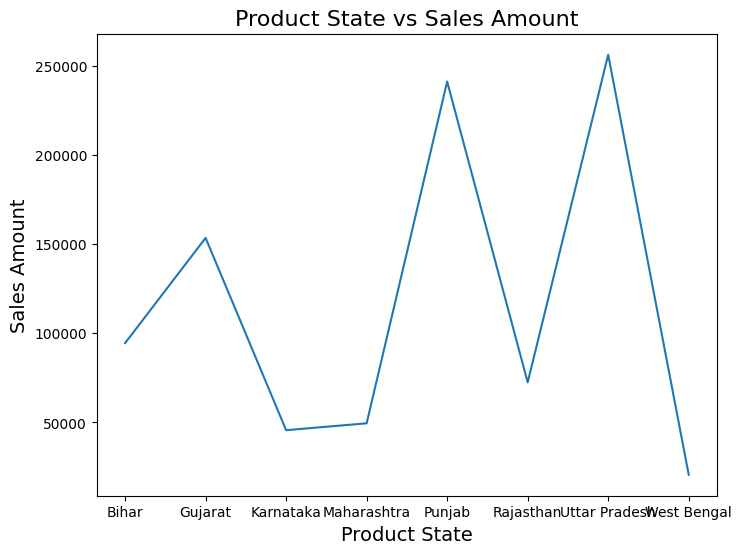 Product State vs Sales Amount
Sales Amount
250000
200000
150000
100000
50000
Bihar Gujarat Karnataka Maharashtra Punjab Rajasthan Uttar Pradesh West Bengal
Product State